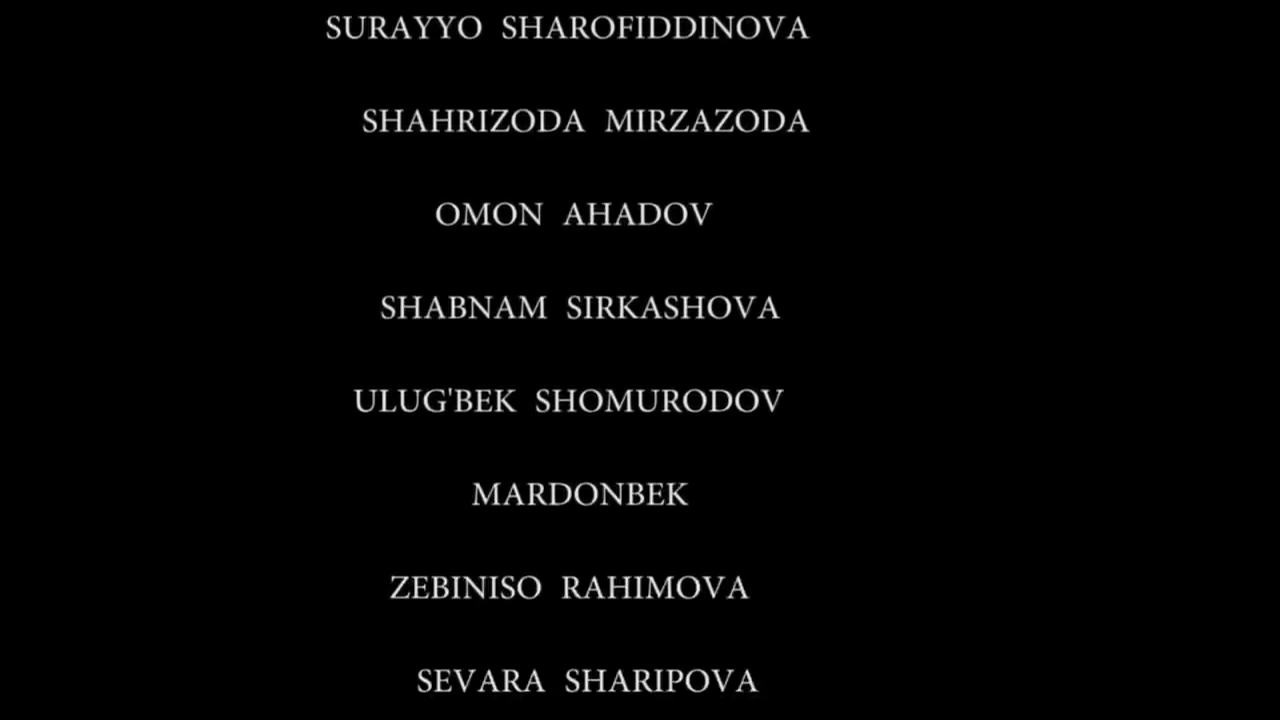 SURAYYO SHAROFIDDINOVA
SHAHRIZODA MIRZAZODA
OMON AHADOV
SHABNAM SIRKASHOVA
ULUG'BEK SHOMURODOV
MARDONBEK
ZEBINISO RAHIMOVA
SEVARA SHARIPOVA